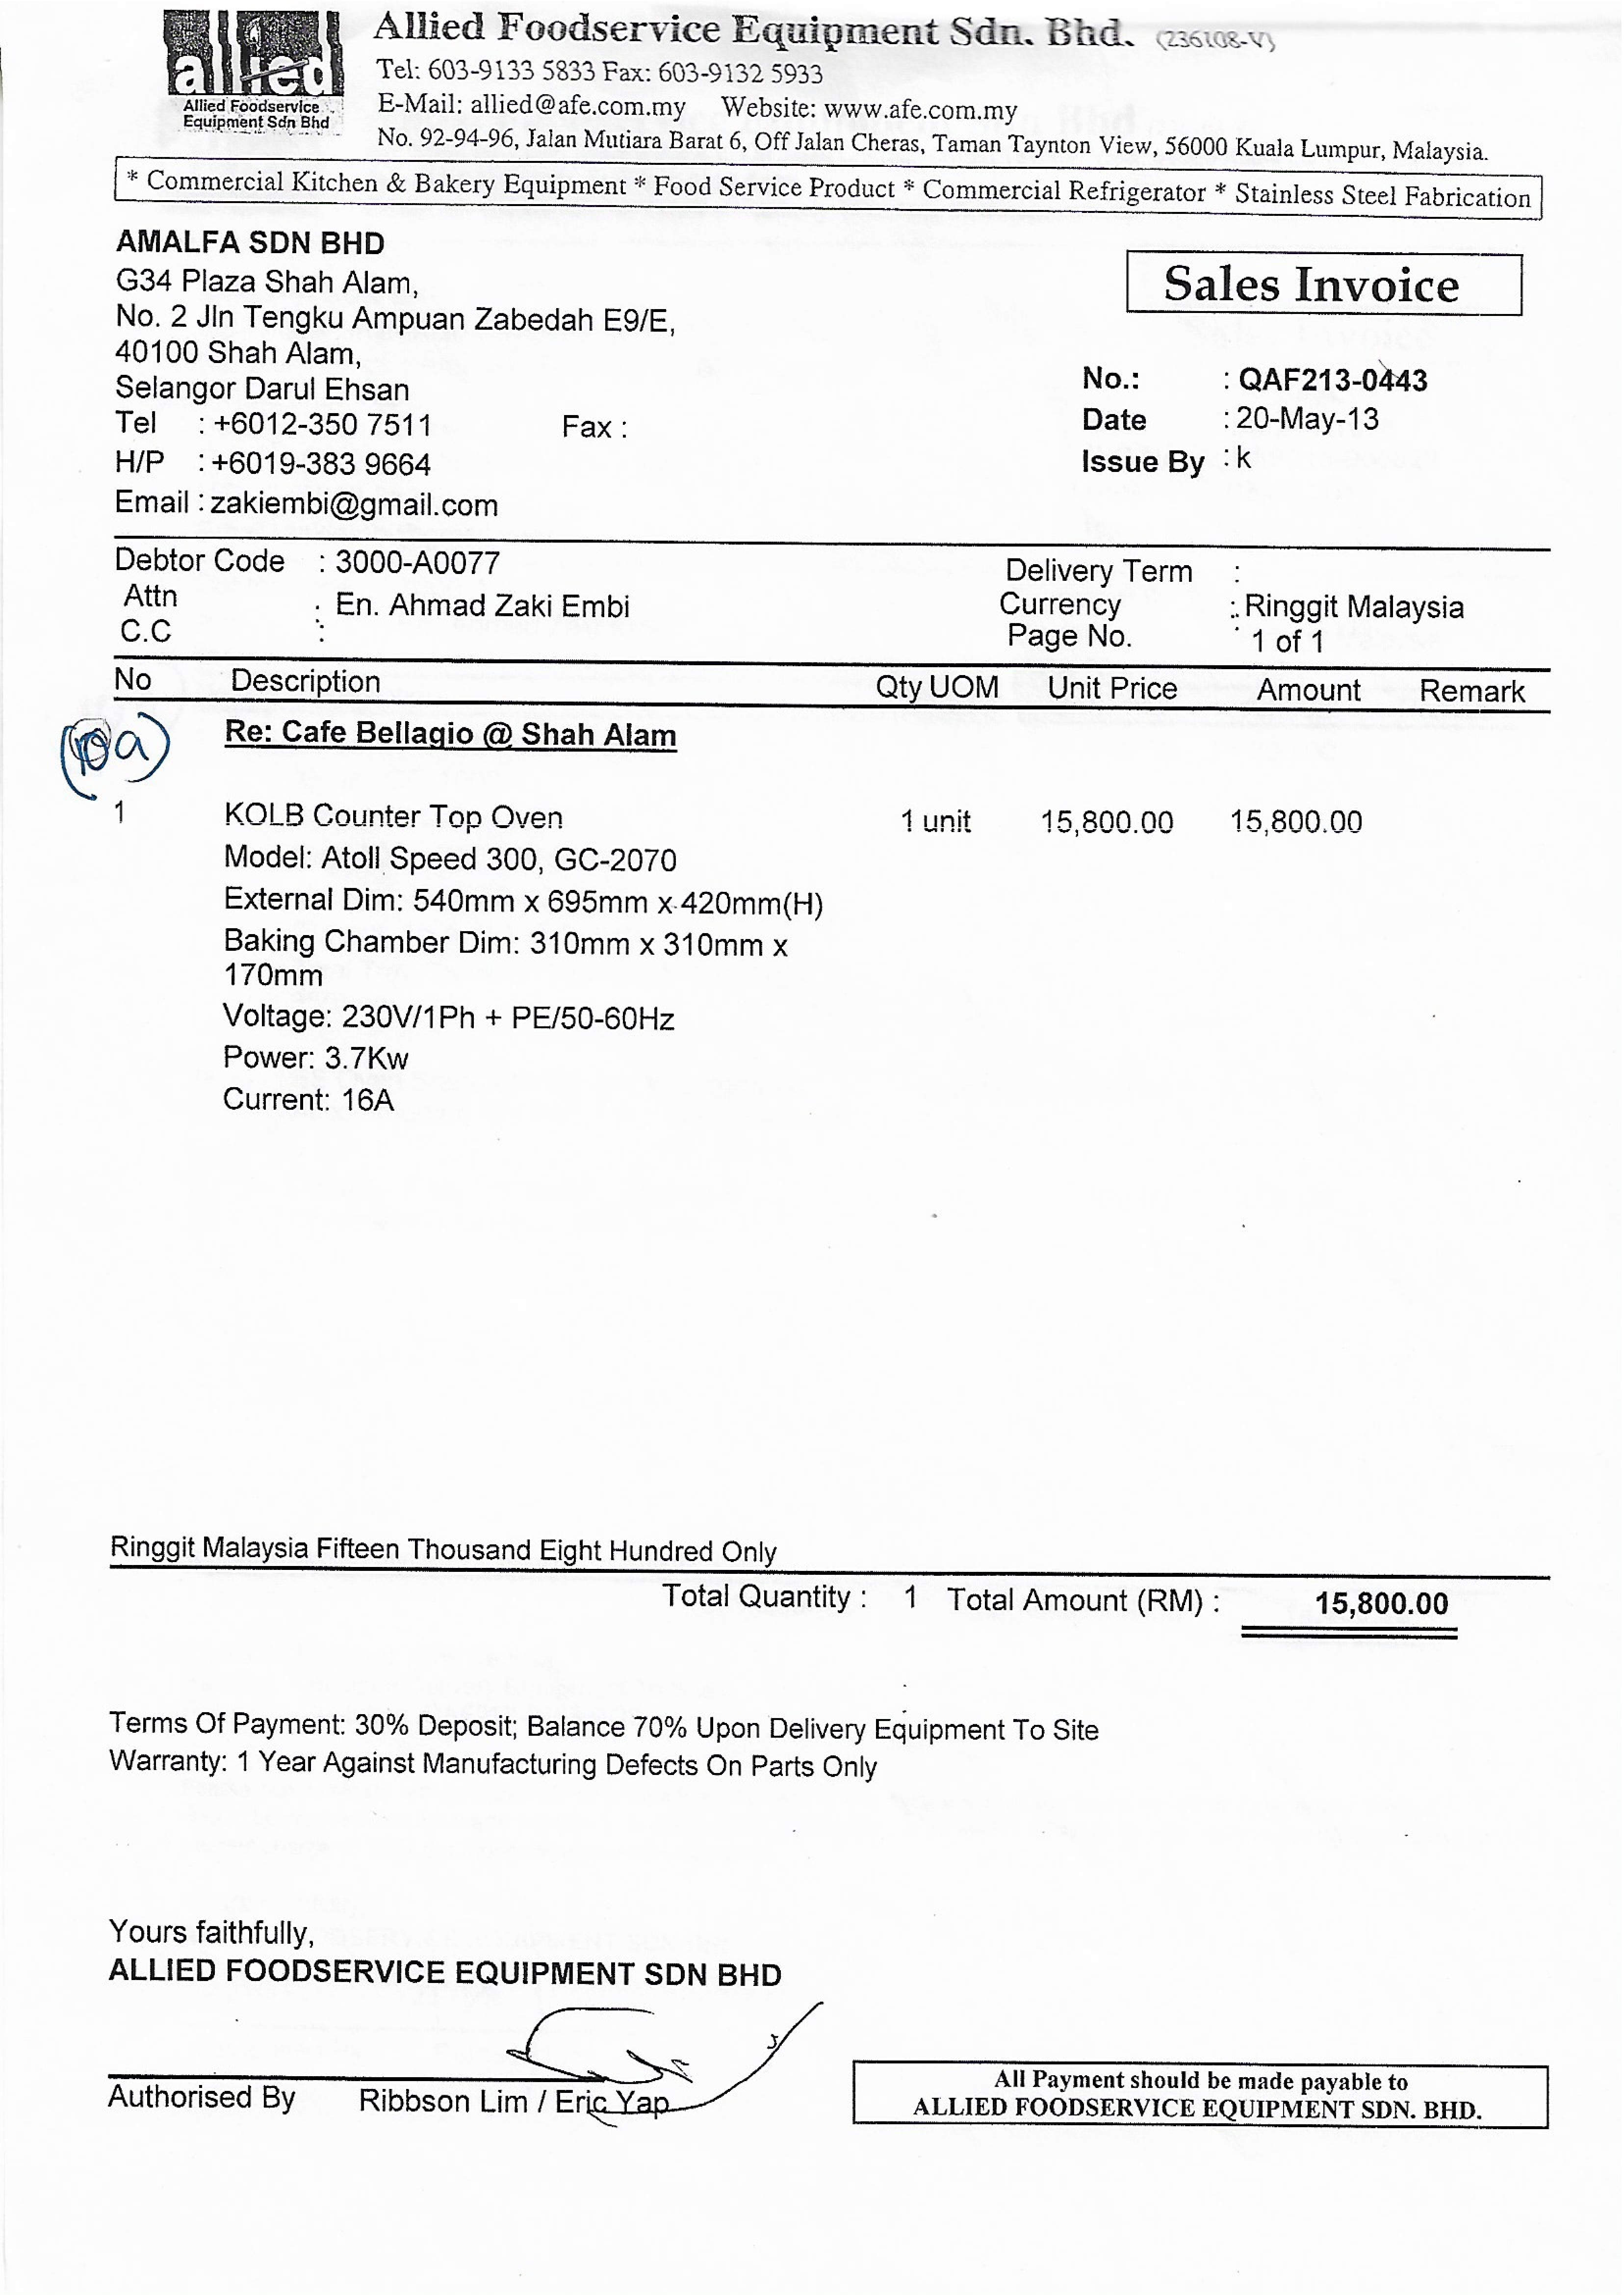 allied
Allied Foodservice
Equipment Sdn Bhd
Allied Foodservice Equipment Sdn. Bhd. (236108-V)
Tel: 603-9133 5833 Fax: 603-9132 5933
E-Mail: allied@afe.com.my Website: www.afe.com.my
No. 92-94-96, Jalan Mutiara Barat 6, Off Jalan Cheras, Taman Taynton View, 56000 Kuala Lumpur, Malaysia.
* Commercial Kitchen & Bakery Equipment * Food Service Product * Commercial Refrigerator * Stainless Steel Fabrication
AMALFA SDN BHD
G34 Plaza Shah Alam,
No. 2 Jln Tengku Ampuan Zabedah E9/E,
40100 Shah Alam,
Selangor Darul Ehsan
Tel : +6012-350 7511 Fax :
H/P : +6019-383 9664
Email : zakiembi@gmail.com
Sales Invoice
No.: : QAF213-0443
Date : 20-May-13
Issue By : k
Debtor Code : 3000-A0077 Delivery Term :
Attn : En. Ahmad Zaki Embi Currency : Ringgit Malaysia
C.C : Page No. : 1 of 1
No Description Qty UOM Unit Price Amount Remark
(10a)
Re: Cafe Bellagio @ Shah Alam
1 KOLB Counter Top Oven 1 unit 15,800.00 15,800.00
Model: Atoll Speed 300, GC-2070
External Dim: 540mm x 695mm x 420mm(H)
Baking Chamber Dim: 310mm x 310mm x
170mm
Voltage: 230V/1Ph + PE/50-60Hz
Power: 3.7Kw
Current: 16A
Ringgit Malaysia Fifteen Thousand Eight Hundred Only
Total Quantity : 1 Total Amount (RM) : 15,800.00
Terms Of Payment: 30% Deposit; Balance 70% Upon Delivery Equipment To Site
Warranty: 1 Year Against Manufacturing Defects On Parts Only
Yours faithfully,
ALLIED FOODSERVICE EQUIPMENT SDN BHD
Authorised By Ribbson Lim / Eric Yap
All Payment should be made payable to
ALLIED FOODSERVICE EQUIPMENT SDN. BHD.